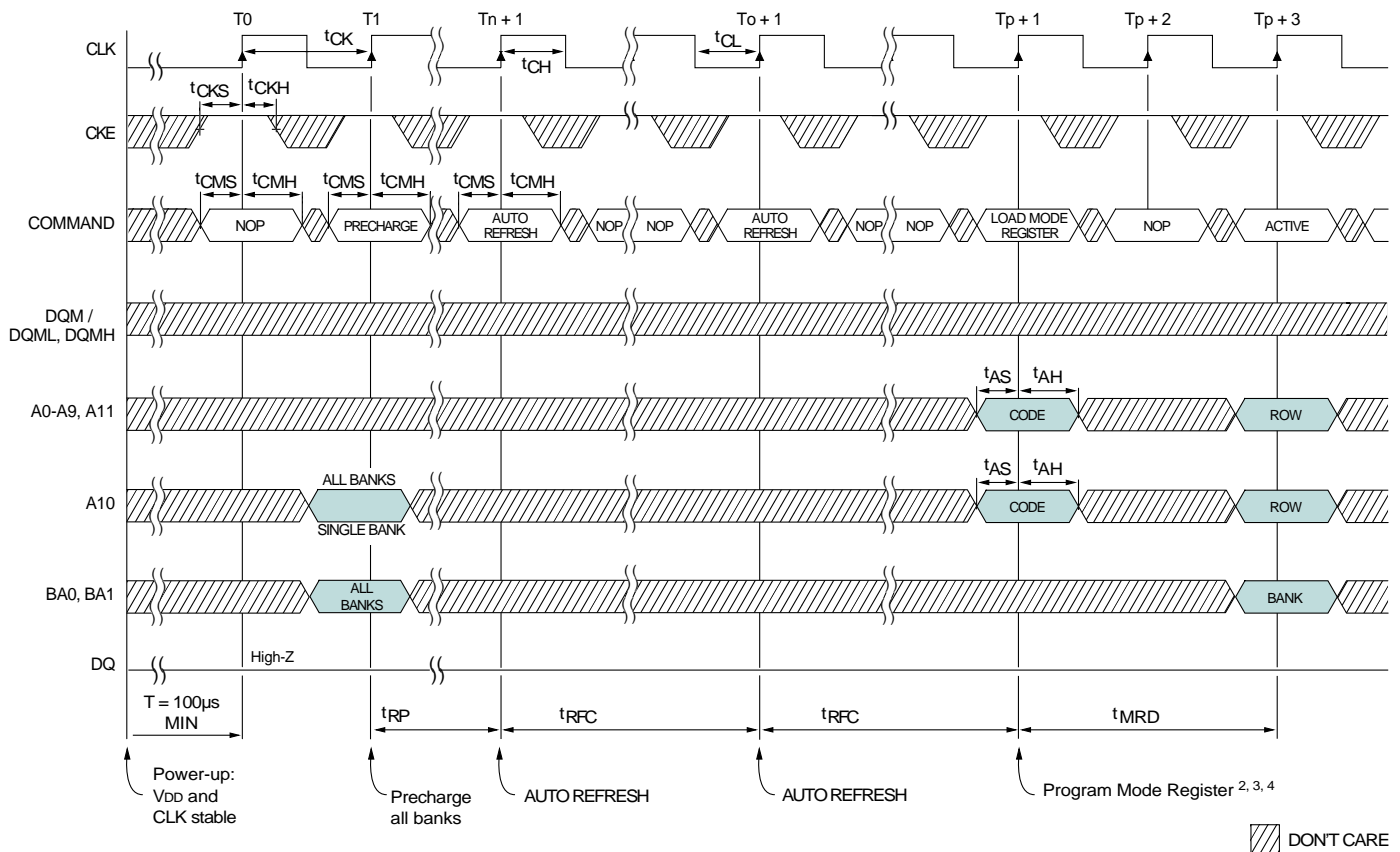 T0 T1 Tn + 1 To + 1 Tp + 1 Tp + 2 Tp + 3
CLK
tCK
tCH
tCL
tCKS tCKH
CKE
tCMS tCMH tCMS tCMH tCMS tCMH
COMMAND
NOP
PRECHARGE
AUTO
REFRESH
NOP
NOP
AUTO
REFRESH
NOP
NOP
LOAD MODE
REGISTER
NOP
ACTIVE
DQM /
DQML, DQMH
tAS tAH
A0-A9, A11
CODE
ROW
tAS tAH
ALL BANKS
A10
SINGLE BANK
CODE
ROW
BA0, BA1
ALL
BANKS
BANK
DQ
High-Z
T = 100µs
MIN
tRP
tRFC
tRFC
tMRD
Power-up:
VDD and
CLK stable
Precharge
all banks
AUTO REFRESH
AUTO REFRESH
Program Mode Register 2, 3, 4
DON'T CARE